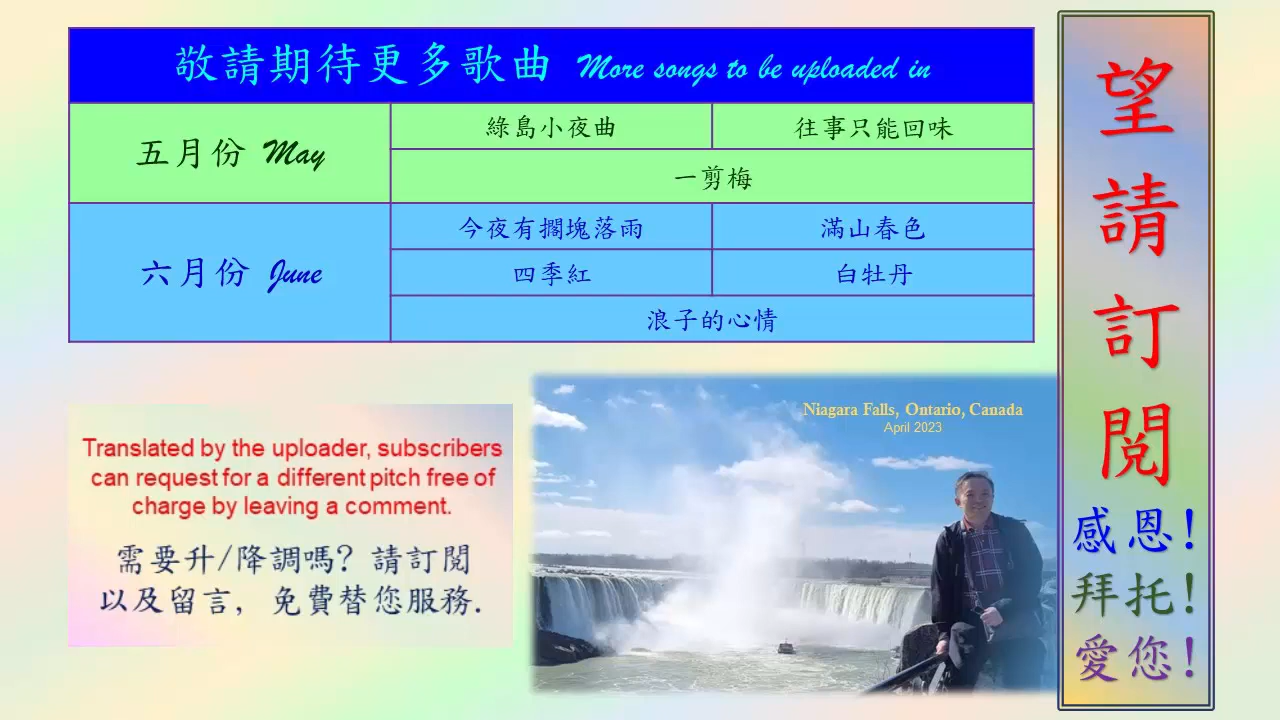 敬請期待更多歌曲 More songs to be uploaded in
五月份 May
綠島小夜曲
往事只能回味
一剪梅
六月份 June
今夜有擱塊落雨
滿山春色
四季紅
白牡丹
浪子的心情
Translated by the uploader, subscribers
can request for a different pitch free of
charge by leaving a comment.
需要升/降調嗎? 請訂閱
以及留言, 免費替您服務.
Niagara Falls, Ontario, Canada
April 2023
望
請
訂
閱
感恩!
拜托!
愛您!